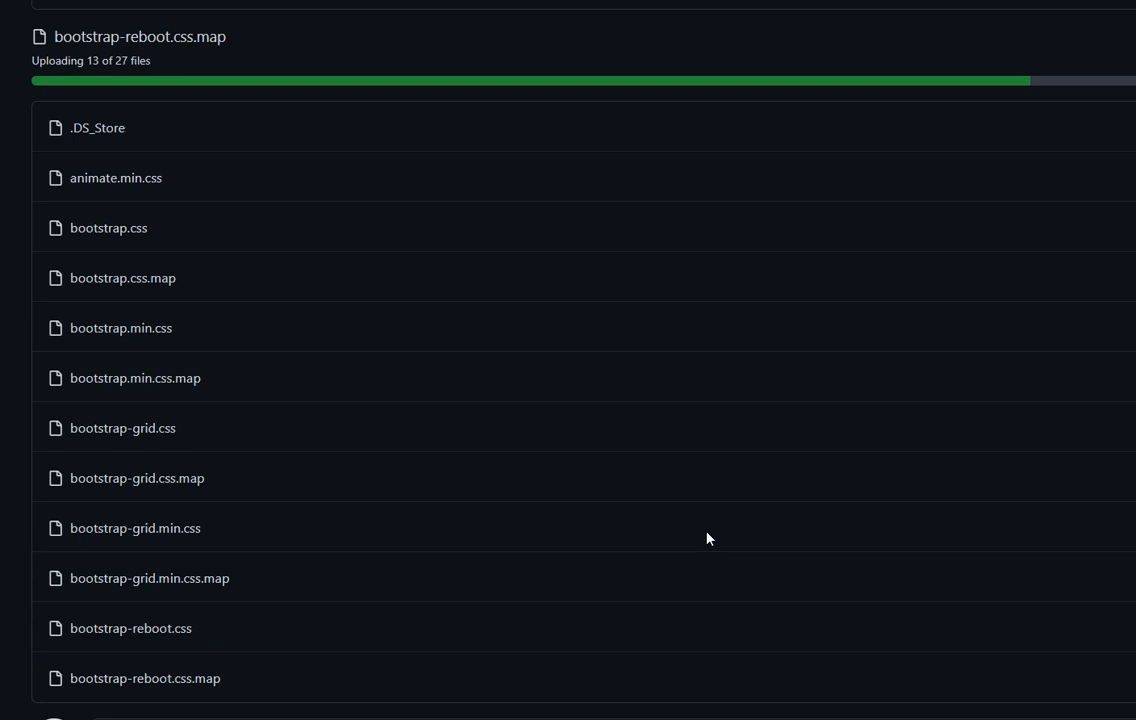 bootstrap-reboot.css.map
Uploading 13 of 27 files
.DS_Store
animate.min.css
bootstrap.css
bootstrap.css.map
bootstrap.min.css
bootstrap.min.css.map
bootstrap-grid.css
bootstrap-grid.css.map
bootstrap-grid.min.css
bootstrap-grid.min.css.map
bootstrap-reboot.css
bootstrap-reboot.css.map